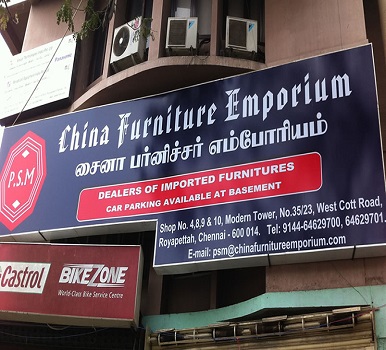 China Furniture Emporium
சைனா பர்னிச்சர் எம்போரியம்
P.S.M
DEALERS OF IMPORTED FURNITURES
CAR PARKING AVAILABLE AT BASEMENT
Shop No. 4,8,9 & 10, Modern Tower, No.35/23, West Cott Road,
Royapettah, Chennai - 600 014. Tel: 9144-64629700, 64629701.
E-mail: psm@chinafurnitureemporium.com
Castrol
BIKEZONE
World-Class Bike Service Centre